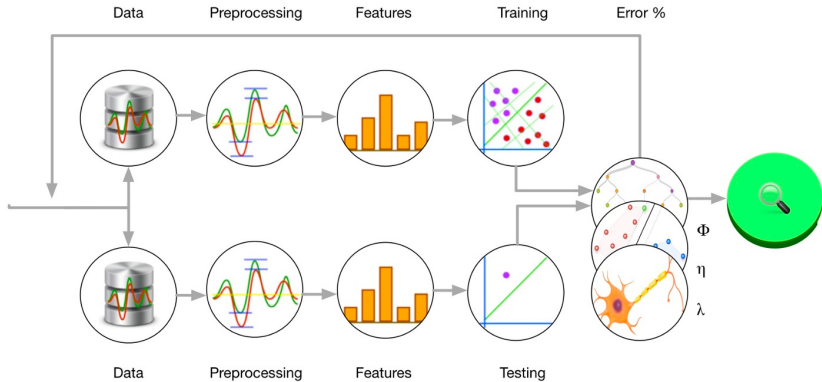 Data Preprocessing Features Training Error %
Φ
η
λ
Data Preprocessing Features Testing